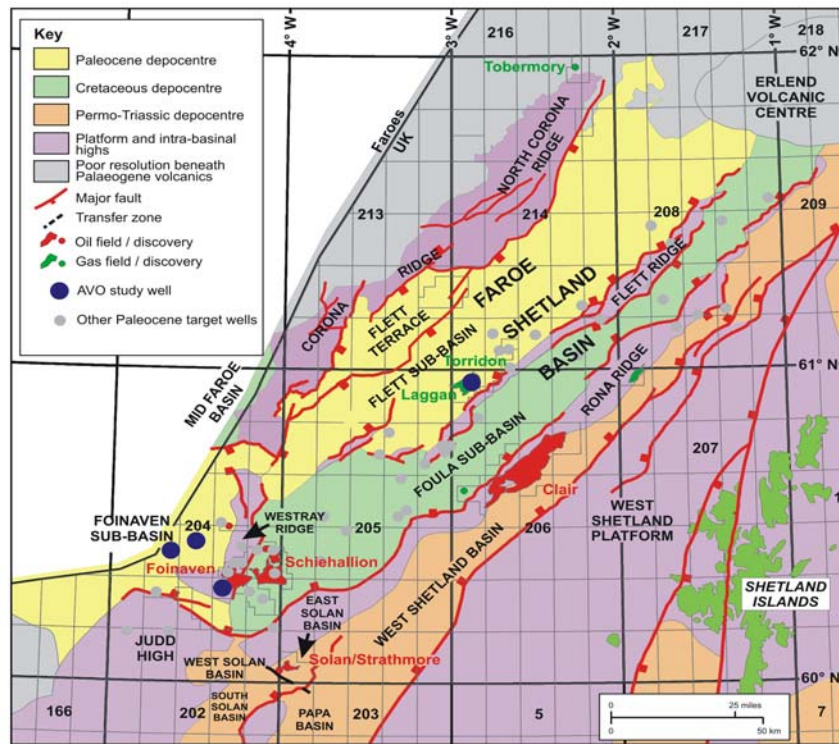 Key
Paleocene depocentre
Cretaceous depocentre
Permo-Triassic depocentre
Platform and intra-basinal
highs
Poor resolution beneath
Palaeogene volcanics
Major fault
Transfer zone
Oil field / discovery
Gas field / discovery
AVO study well
Other Paleocene target wells
4° W
3° W
2° W
1° W
216
217
218
62° N
Tobermory
ERLEND
VOLCANIC
CENTRE
Faroes
UK
NORTH CORONA
RIDGE
213
214
208
209
CORONA
RIDGE
FLETT
TERRACE
FAROE
SHETLAND
BASIN
FLETT RIDGE
FLETT SUB-BASIN
MID FAROE
BASIN
Torridon
Laggan
61° N
RONA RIDGE
FOULA SUB-BASIN
207
Clair
FOINAVEN
SUB-BASIN
204
WESTRAY
RIDGE
205
206
WEST
SHETLAND
PLATFORM
Foinaven
Schiehallion
WEST SHETLAND BASIN
SHETLAND
ISLANDS
EAST
SOLAN
BASIN
JUDD
HIGH
Solan/Strathmore
WEST SOLAN
BASIN
60° N
SOUTH
SOLAN
BASIN
PAPA
BASIN
166
202
203
5
7
0
25 miles
0
50 km